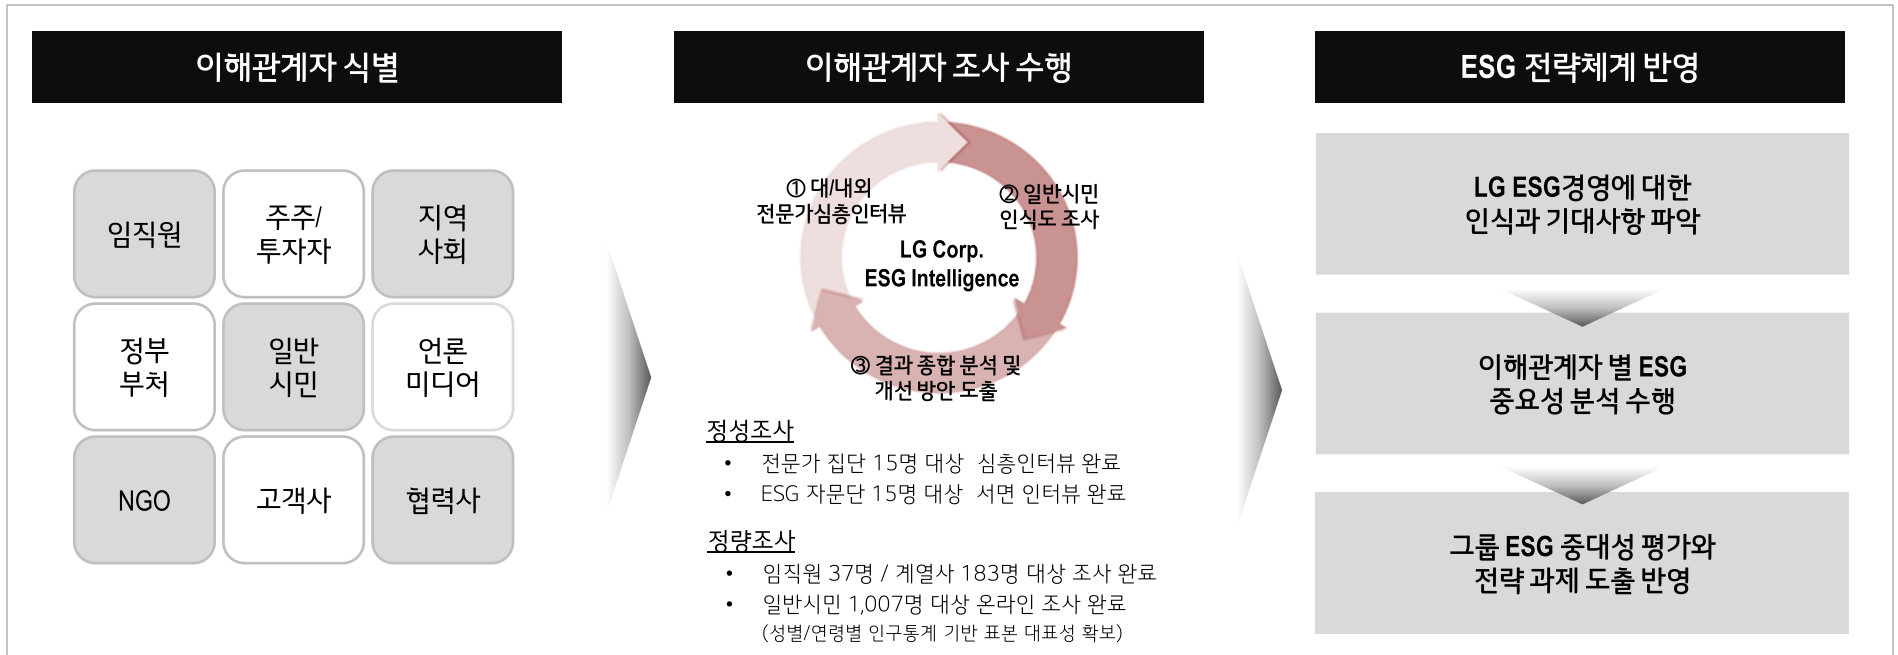 이해관계자 식별
임직원
주주/
투자자
지역
사회
정부
부처
일반
시민
언론
미디어
NGO
고객사
협력사
이해관계자 조사 수행
① 대/내외
전문가심층인터뷰
② 일반시민
인식도 조사
LG Corp.
ESG Intelligence
③ 결과 종합 분석 및
개선 방안 도출
정성조사
• 전문가 집단 15명 대상 심층인터뷰 완료
• ESG 자문단 15명 대상 서면 인터뷰 완료
정량조사
• 임직원 37명 / 계열사 183명 대상 조사 완료
• 일반시민 1,007명 대상 온라인 조사 완료
(성별/연령별 인구통계 기반 표본 대표성 확보)
ESG 전략체계 반영
LG ESG경영에 대한
인식과 기대사항 파악
이해관계자 별 ESG
중요성 분석 수행
그룹 ESG 중대성 평가와
전략 과제 도출 반영